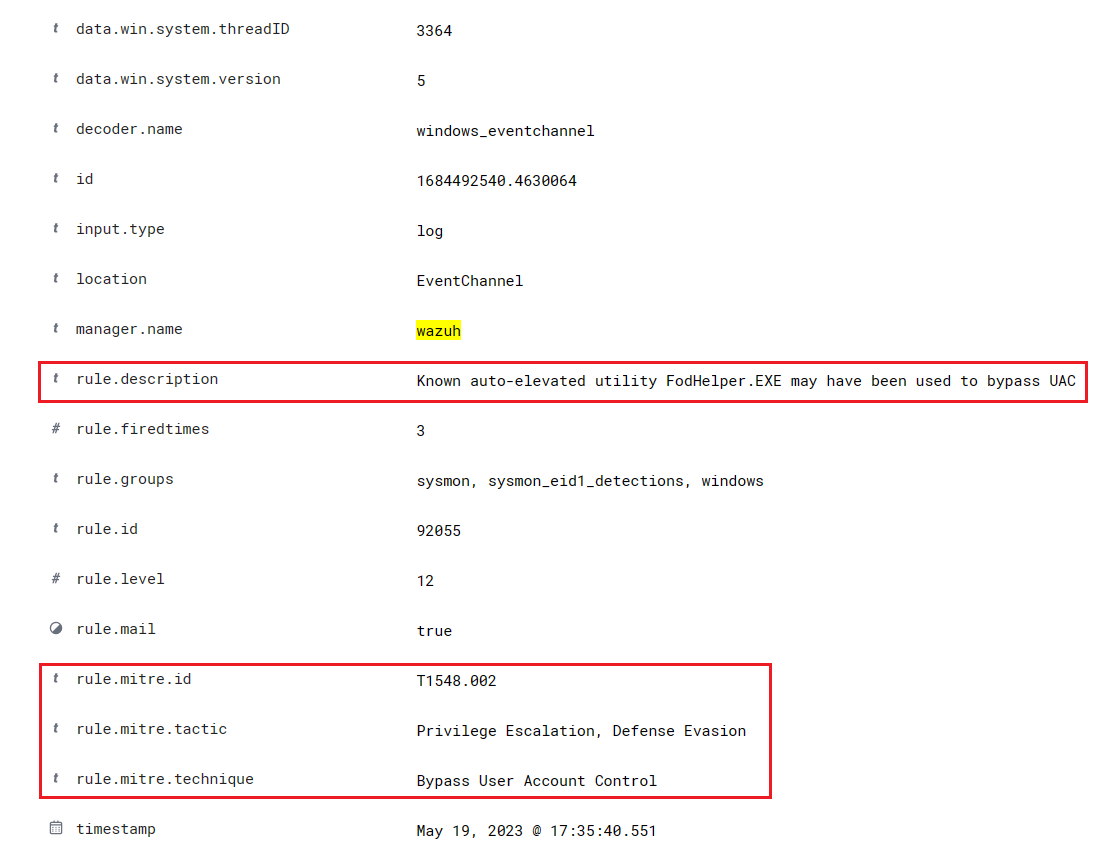 t data.win.system.threadID 3364
t data.win.system.version 5
t decoder.name windows_eventchannel
t id 1684492540.4630064
t input.type log
t location EventChannel
t manager.name wazuh
t rule.description Known auto-elevated utility FodHelper.EXE may have been used to bypass UAC
# rule.firedtimes 3
t rule.groups sysmon, sysmon_eid1_detections, windows
t rule.id 92055
# rule.level 12
rule.mail true
t rule.mitre.id T1548.002
t rule.mitre.tactic Privilege Escalation, Defense Evasion
t rule.mitre.technique Bypass User Account Control
timestamp May 19, 2023 @ 17:35:40.551